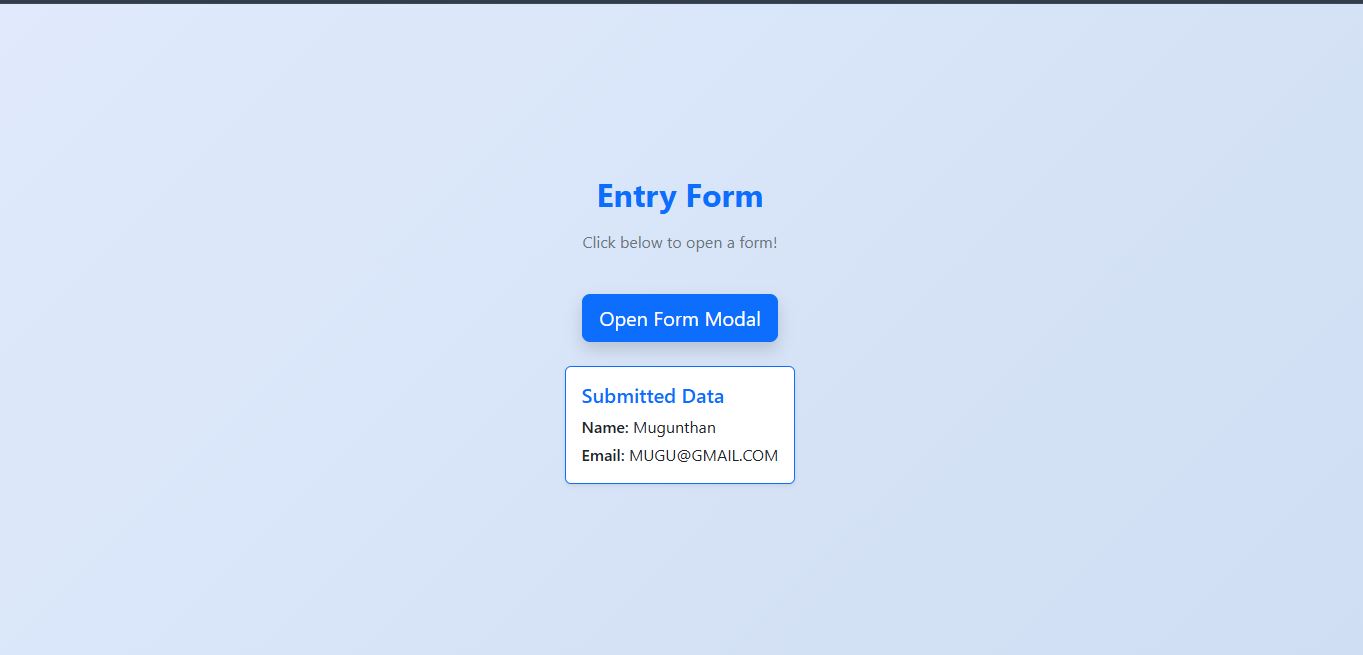 Entry Form
Click below to open a form!
Open Form Modal
Submitted Data
Name: Mugunthan
Email: MUGU@GMAIL.COM